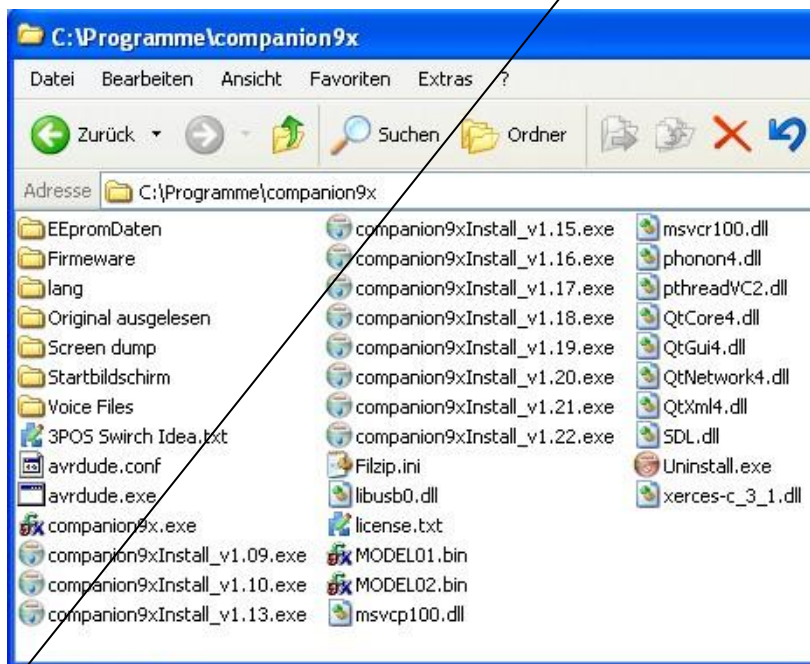 C:\Programme\companion9x
Datei Bearbeiten Ansicht Favoriten Extras ?
Zurück Suchen Ordner
Adresse C:\Programme\companion9x
EEpromDaten
Firmeware
lang
Original ausgelesen
Screen dump
Startbildschirm
Voice Files
3POS Swirch Idea.txt
avrdude.conf
avrdude.exe
companion9x.exe
companion9xInstall_v1.09.exe
companion9xInstall_v1.10.exe
companion9xInstall_v1.13.exe
companion9xInstall_v1.15.exe
companion9xInstall_v1.16.exe
companion9xInstall_v1.17.exe
companion9xInstall_v1.18.exe
companion9xInstall_v1.19.exe
companion9xInstall_v1.20.exe
companion9xInstall_v1.21.exe
companion9xInstall_v1.22.exe
Filzip.ini
libusb0.dll
license.txt
MODEL01.bin
MODEL02.bin
msvcp100.dll
msvcr100.dll
phonon4.dll
pthreadVC2.dll
QtCore4.dll
QtGui4.dll
QtNetwork4.dll
QtXml4.dll
SDL.dll
Uninstall.exe
xerces-c_3_1.dll